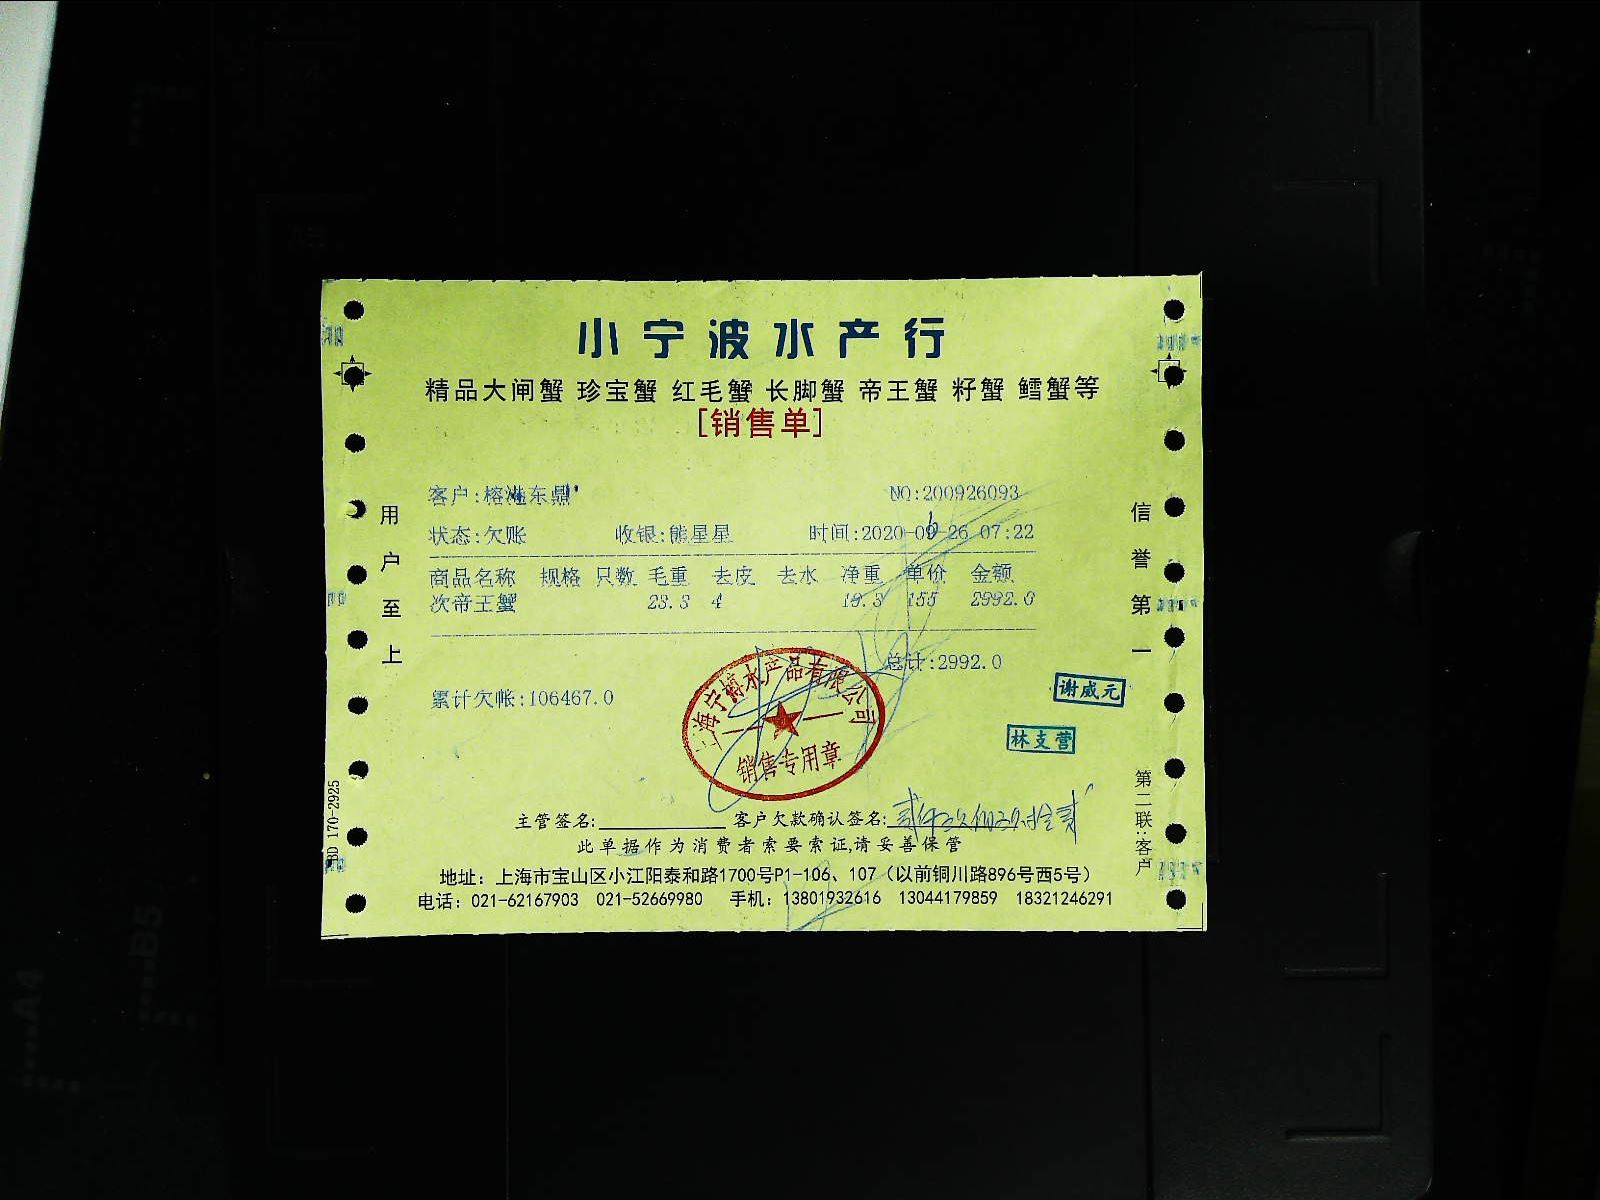 小宁波水产行
精品大闸蟹 珍宝蟹 红毛蟹 长脚蟹 帝王蟹 籽蟹 鳕蟹等
[销售单]
客户:榕港东鼎 NO:200926093
状态:欠账 收银:熊星星 时间:2020-09-26 07:22
商品名称 规格 只数 毛重 去皮 去水 净重 单价 金额
次帝王蟹 23.3 4 19.3 155 2992.0
总计:2992.0
累计欠帐:106467.0
上海宁博水产品有限公司
销售专用章
谢威元
林支营
主管签名: 客户欠款确认签名:
此单据作为消费者索要索证,请妥善保管
地址：上海市宝山区小江阳泰和路1700号P1-106、107（以前铜川路896号西5号）
电话：021-62167903 021-52669980 手机：13801932616 13044179859 18321246291
用户至上
信誉第一
第二联:客户
BD 170-2925